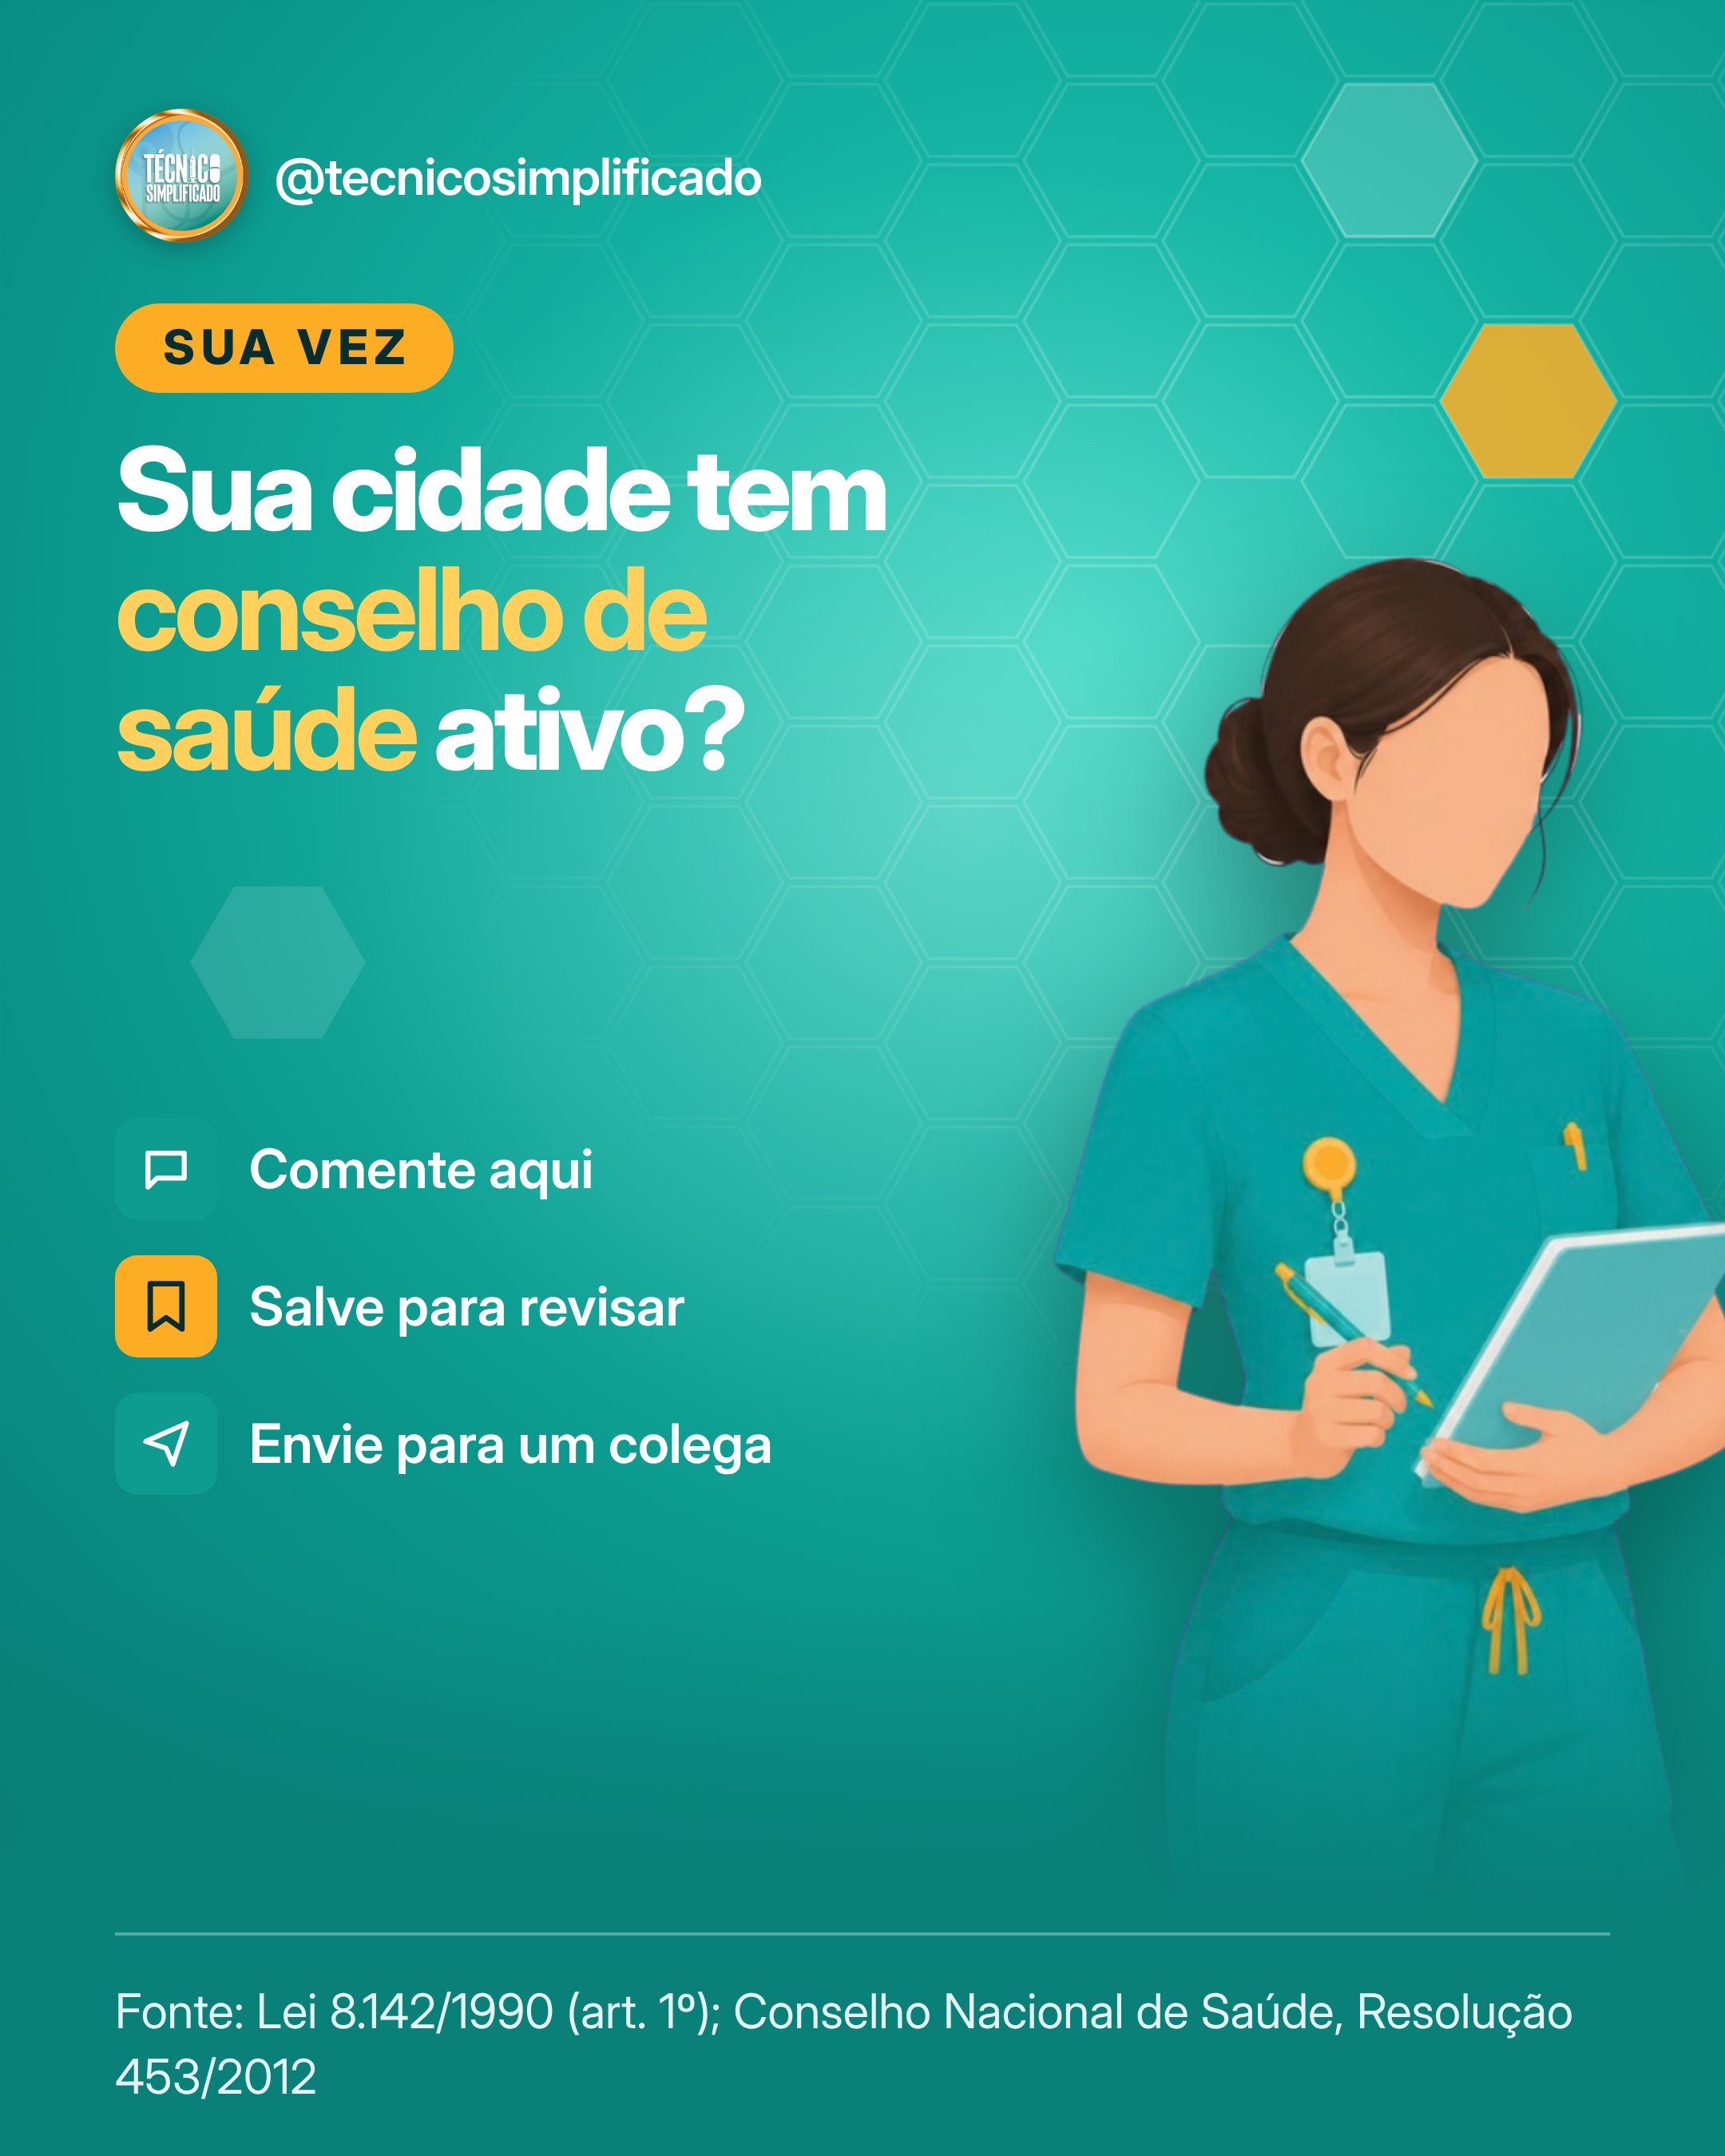 TÉCNICO
SIMPLIFICADO
@tecnicosimplificado
SUA VEZ
Sua cidade tem
conselho de
saúde ativo?
Comente aqui
Salve para revisar
Envie para um colega
Fonte: Lei 8.142/1990 (art. 1º); Conselho Nacional de Saúde, Resolução
453/2012